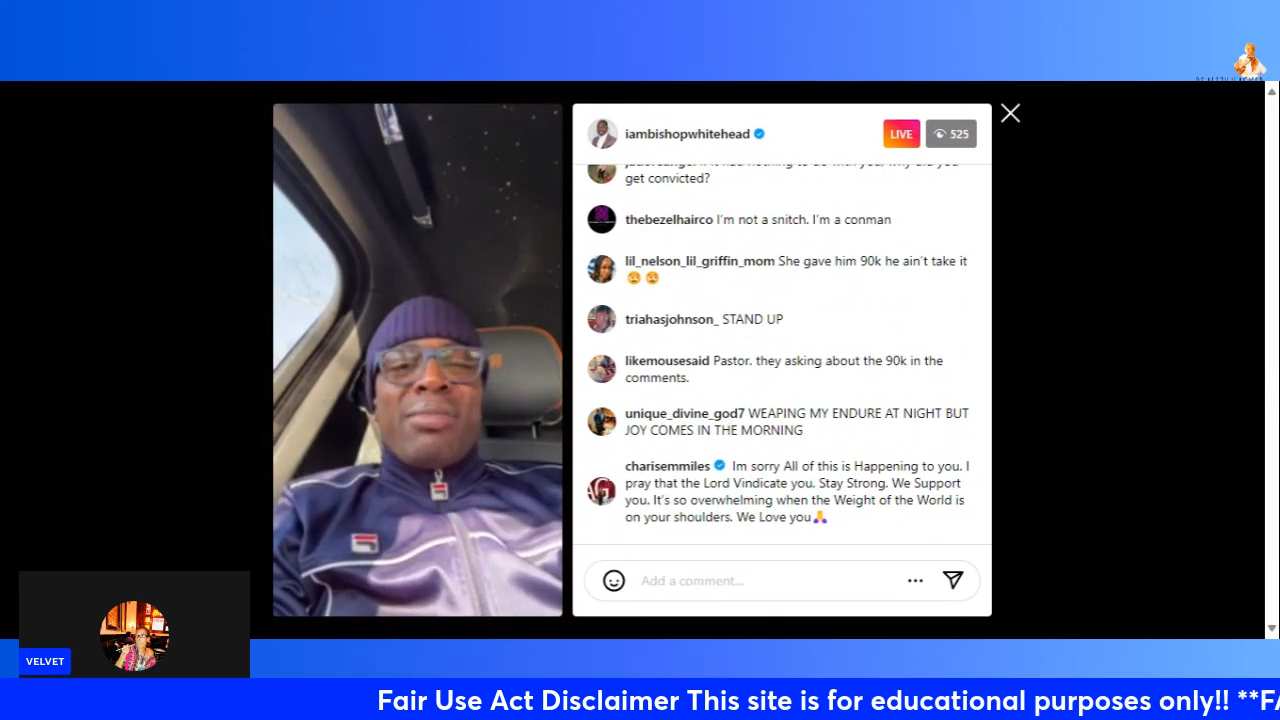 iambishopwhitehead
LIVE
525
get convicted?
thebezelhairco I'm not a snitch. I'm a conman
lil_nelson_lil_griffin_mom She gave him 90k he ain't take it
triahasjohnson_ STAND UP
likemousesaid Pastor. they asking about the 90k in the
comments.
unique_divine_god7 WEAPING MY ENDURE AT NIGHT BUT
JOY COMES IN THE MORNING
charisemmiles Im sorry All of this is Happening to you. I
pray that the Lord Vindicate you. Stay Strong. We Support
you. It's so overwhelming when the Weight of the World is
on your shoulders. We Love you
Add a comment...
FILA
VELVET
Fair Use Act Disclaimer This site is for educational purposes only!! **FA